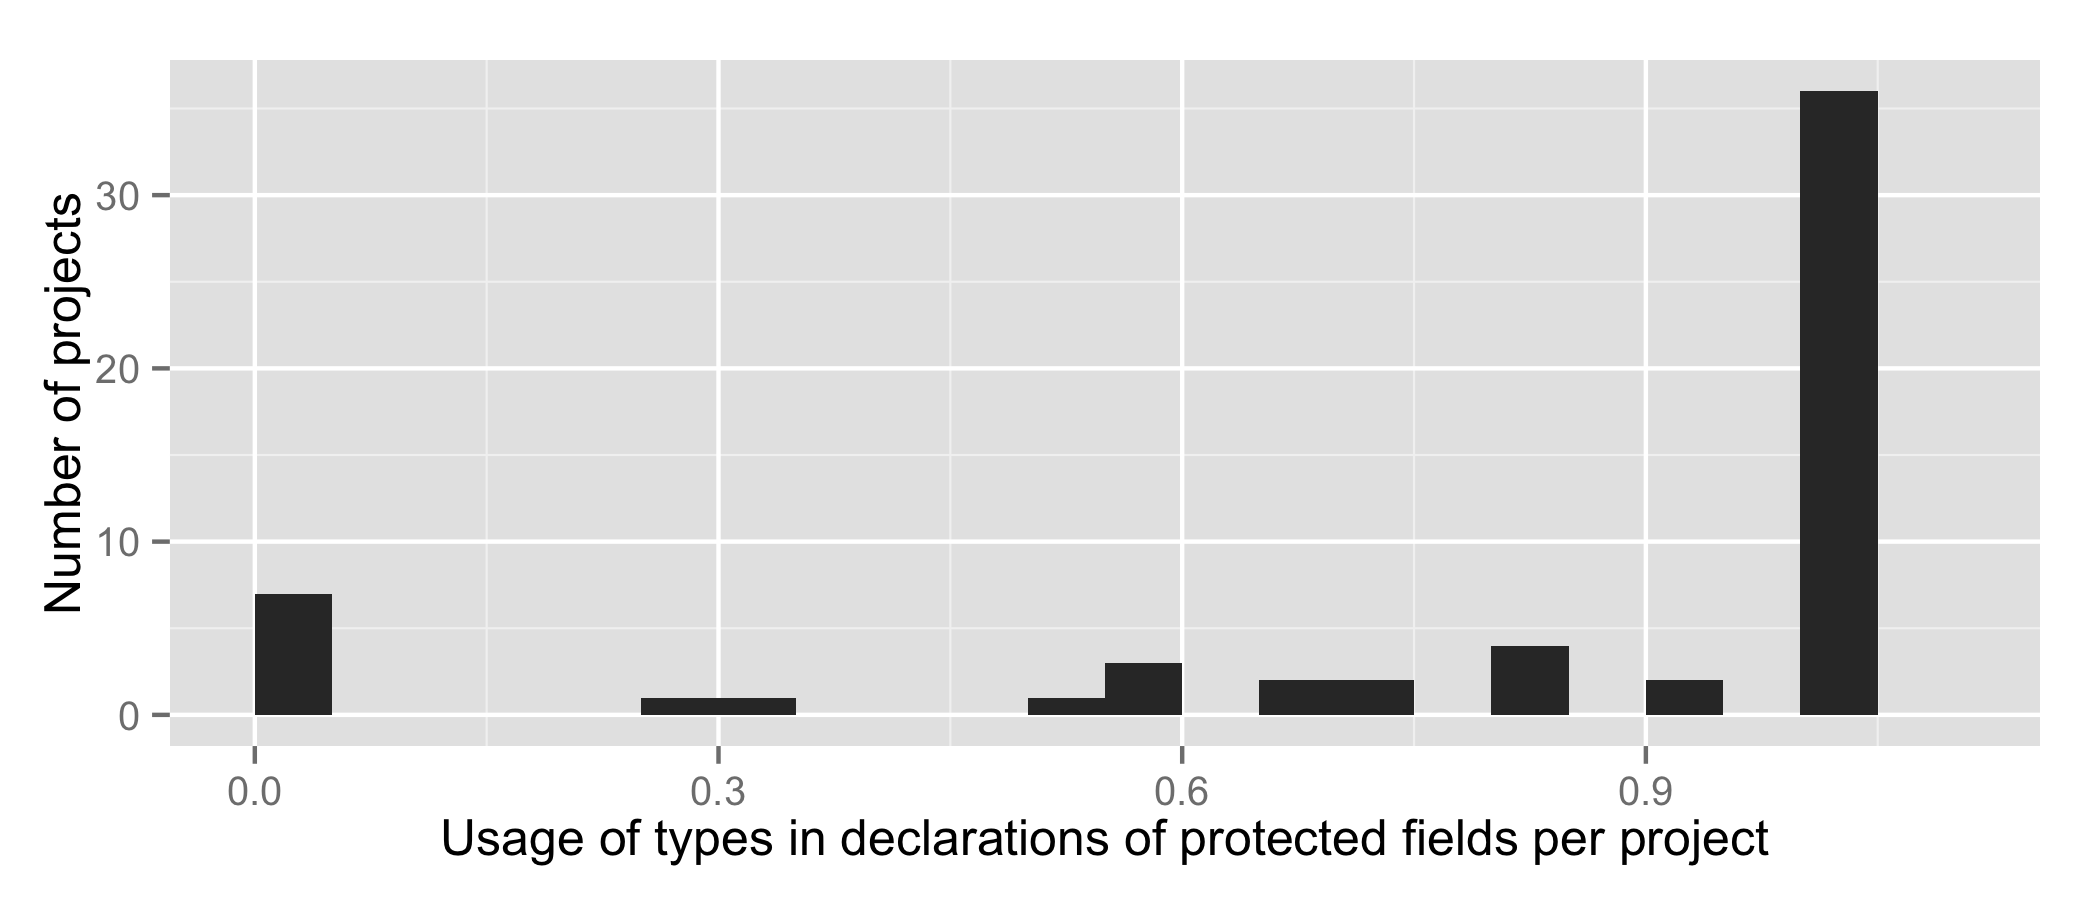 Number of projects
30
20
10
0
0.0 0.3 0.6 0.9
Usage of types in declarations of protected fields per project